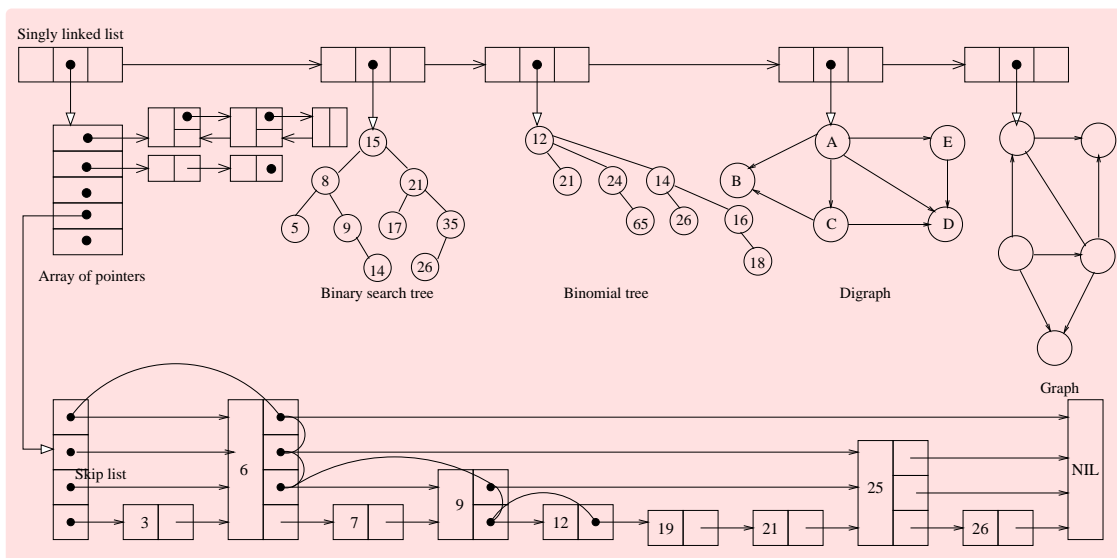 Singly linked list
15
12
A
E
8
21
21
24
14
B
5
9
17
35
65
26
16
C
D
14
26
18
Array of pointers
Binary search tree
Binomial tree
Digraph
Graph
6
Skip list
25
NIL
9
3
7
12
19
21
26